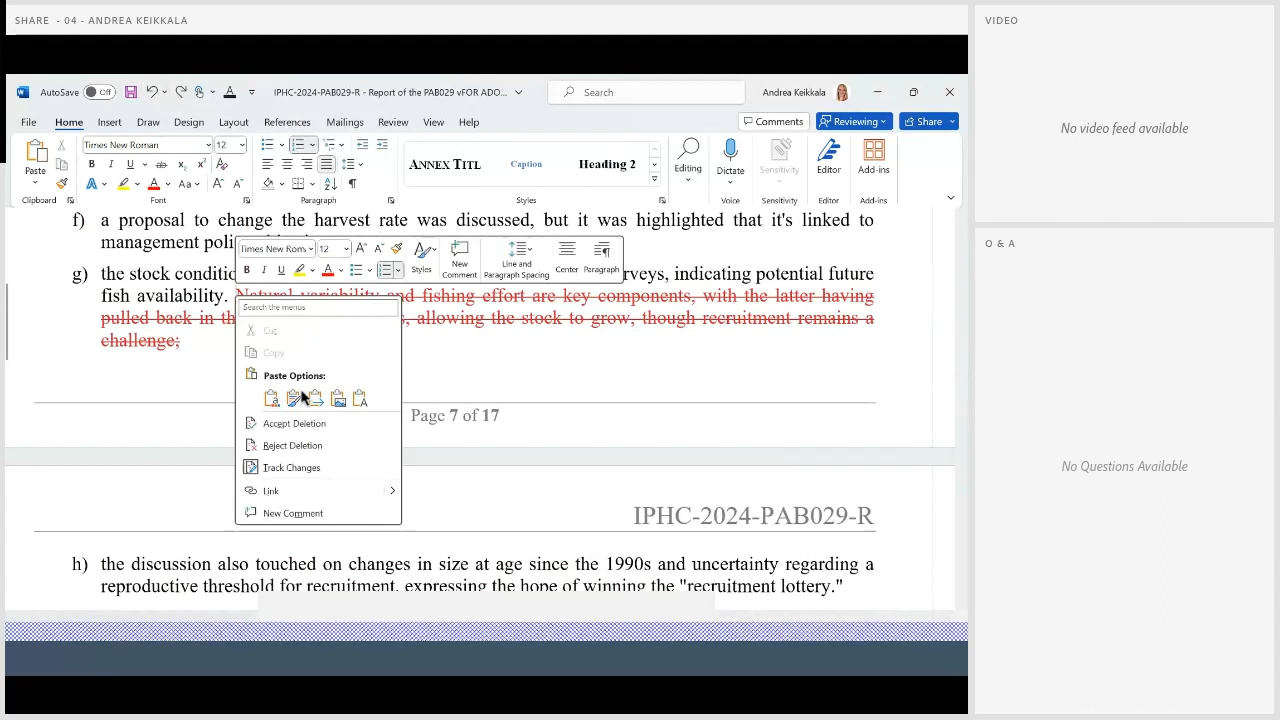 SHARE - 04 - ANDREA KEIKKALA
VIDEO
No video feed available
Q & A
No Questions Available
AutoSave Off
IPHC-2024-PAB029-R - Report of the PAB029 vFOR ADO...
Search
Andrea Keikkala
File Home Insert Draw Design Layout References Mailings Review View Help
Comments Reviewing Share
Paste
Times New Roman 12
ANNEX TITL Caption Heading 2
Editing Dictate Sensitivity Editor Add-ins
Clipboard Font Paragraph Styles Voice Sensitivity Editor Add-ins
f) a proposal to change the harvest rate was discussed, but it was highlighted that it's linked to
management poli
Times New Rom 12
Styles New Comment Line and Paragraph Spacing Center Paragraph
g) the stock conditio rveys, indicating potential future
fish availability. Natural variability and fishing effort are key components, with the latter having
pulled back in th s, allowing the stock to grow, though recruitment remains a
challenge;
Search the menus
Cut
Copy
Paste Options:
Accept Deletion
Reject Deletion
Track Changes
Link
New Comment
Page 7 of 17
IPHC-2024-PAB029-R
h) the discussion also touched on changes in size at age since the 1990s and uncertainty regarding a
reproductive threshold for recruitment, expressing the hope of winning the "recruitment lottery."